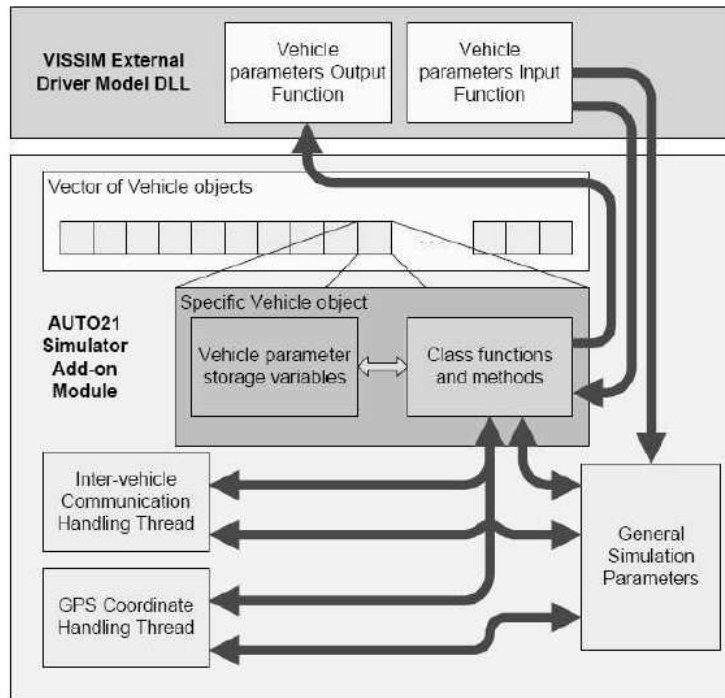 VISSIM External
Driver Model DLL
Vehicle
parameters Output
Function
Vehicle
parameters Input
Function
Vector of Vehicle objects
Specific Vehicle object
AUTO21
Simulator
Add-on
Module
Vehicle parameter
storage variables
Class functions
and methods
Inter-vehicle
Communication
Handling Thread
General
Simulation
Parameters
GPS Coordinate
Handling Thread